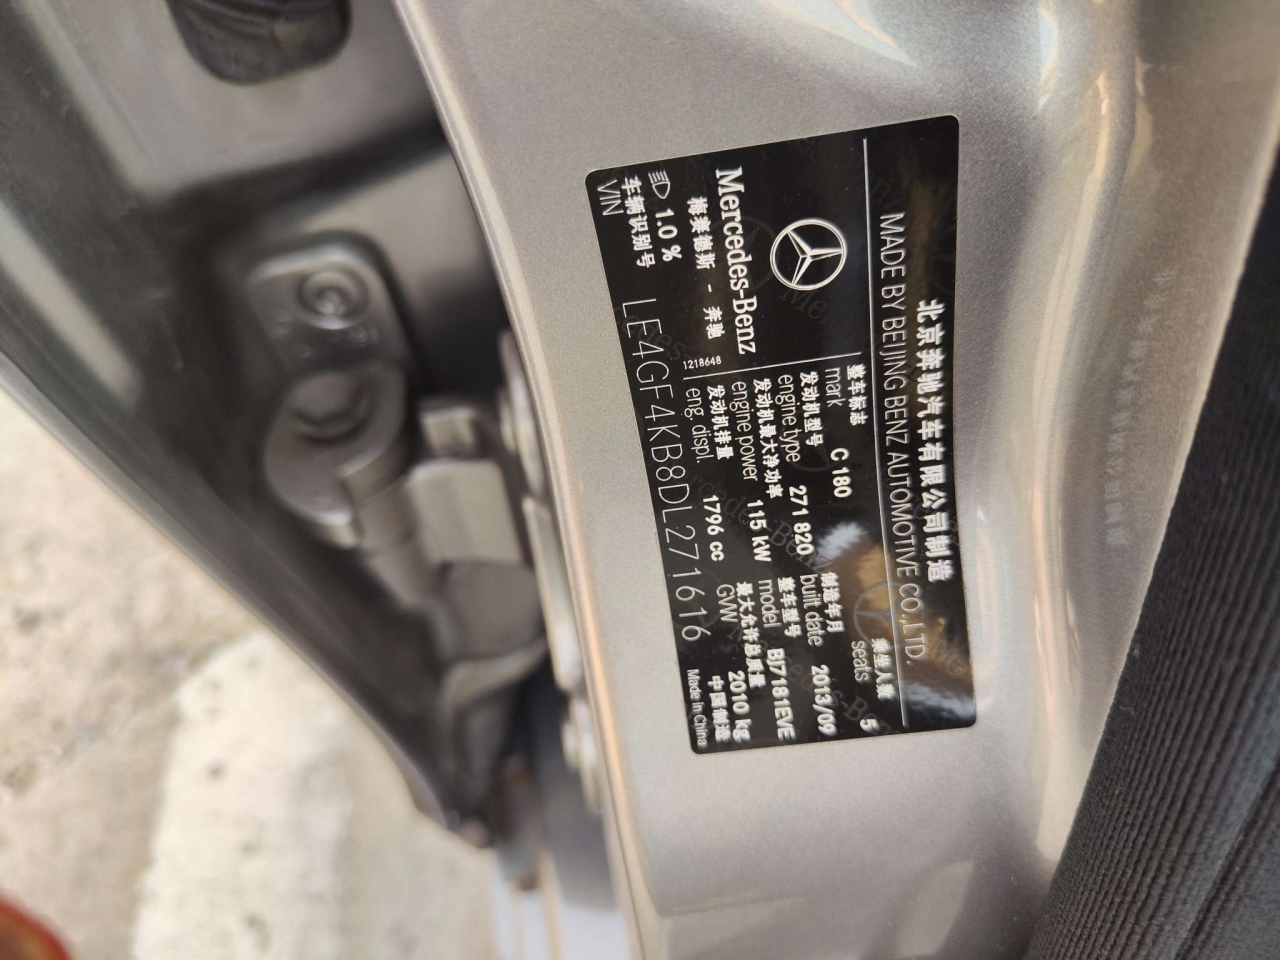 北京奔驰汽车有限公司制造
MADE BY BEIJING BENZ AUTOMOTIVE CO.,LTD.
乘坐人数
seats 5
Mercedes-Benz
梅赛德斯 - 奔驰
1.0 %
1218648
整车标志
mark C 180
发动机型号
engine type 271 820
发动机最大净功率
engine power 115 kW
发动机排量
eng. displ. 1796 cc
制造年月
built date 2013/09
整车型号
model BJ7181EVE
最大允许总质量
GVW 2010 kg
车辆识别号
VIN LE4GF4KB8DL271616
中国制造
Made in China